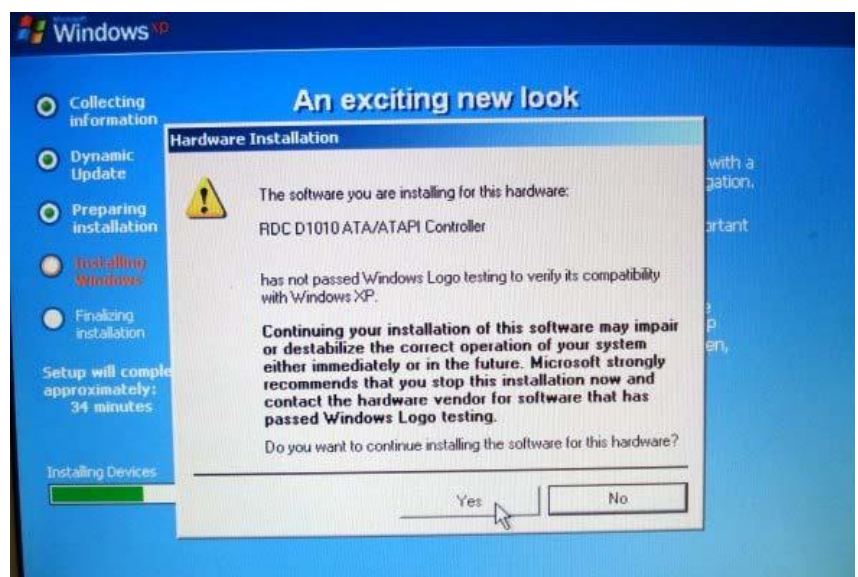 Microsoft
Windows xp
Collecting
information
Dynamic
Update
Preparing
installation
Installing
Windows
Finalizing
installation
Setup will comple
approximately:
34 minutes
Installing Devices
An exciting new look
with a
gation.
ortant
P
en,
Hardware Installation
The software you are installing for this hardware:
RDC D1010 ATA/ATAPI Controller
has not passed Windows Logo testing to verify its compatibility
with Windows XP.
Continuing your installation of this software may impair
or destabilize the correct operation of your system
either immediately or in the future. Microsoft strongly
recommends that you stop this installation now and
contact the hardware vendor for software that has
passed Windows Logo testing.
Do you want to continue installing the software for this hardware?
Yes
No